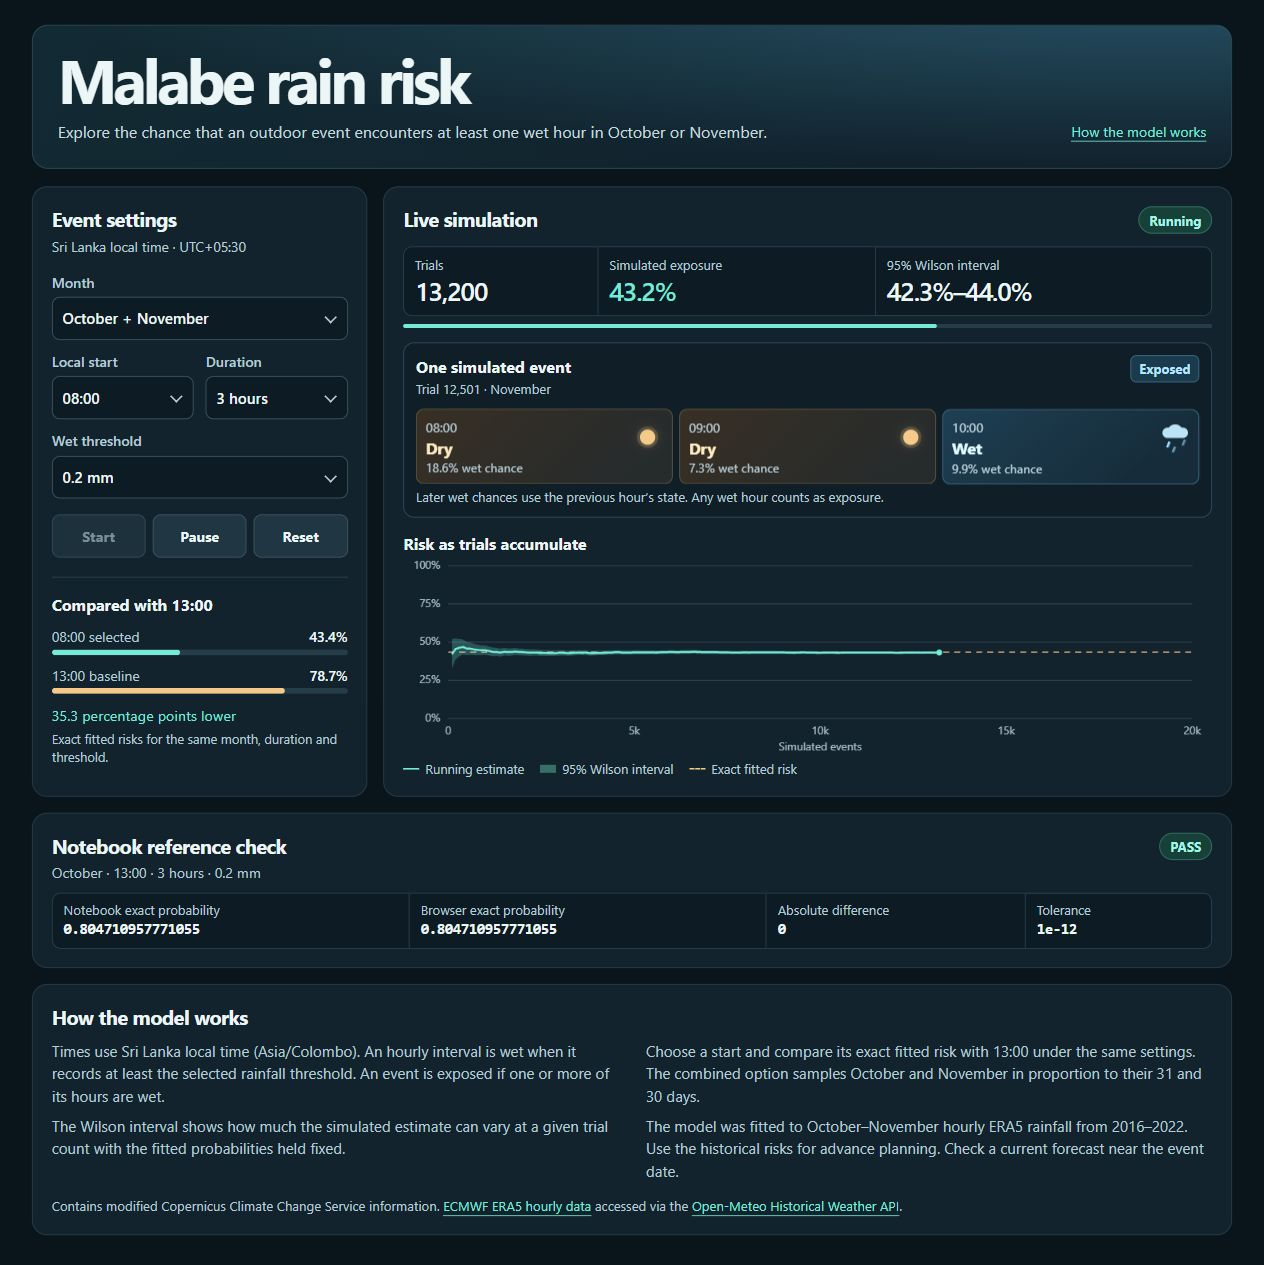 Malabe rain risk
Explore the chance that an outdoor event encounters at least one wet hour in October or November.
How the model works
Event settings
Sri Lanka local time · UTC+05:30
Month
October + November
Local start
Duration
08:00
3 hours
Wet threshold
0.2 mm
Start
Pause
Reset
Compared with 13:00
08:00 selected
43.4%
13:00 baseline
78.7%
35.3 percentage points lower
Exact fitted risks for the same month, duration and
threshold.
Live simulation
Running
Trials
Simulated exposure
95% Wilson interval
13,200
43.2%
42.3%–44.0%
One simulated event
Exposed
Trial 12,501 · November
08:00
Dry
18.6% wet chance
09:00
Dry
7.3% wet chance
10:00
Wet
9.9% wet chance
Later wet chances use the previous hour's state. Any wet hour counts as exposure.
Risk as trials accumulate
100%
75%
50%
25%
0%
0
5k
10k
15k
20k
Simulated events
Running estimate
95% Wilson interval
Exact fitted risk
Notebook reference check
PASS
October · 13:00 · 3 hours · 0.2 mm
Notebook exact probability
0.804710957771055
Browser exact probability
0.804710957771055
Absolute difference
0
Tolerance
1e-12
How the model works
Times use Sri Lanka local time (Asia/Colombo). An hourly interval is wet when it
records at least the selected rainfall threshold. An event is exposed if one or more of
its hours are wet.
The Wilson interval shows how much the simulated estimate can vary at a given trial
count with the fitted probabilities held fixed.
Choose a start and compare its exact fitted risk with 13:00 under the same settings.
The combined option samples October and November in proportion to their 31 and
30 days.
The model was fitted to October–November hourly ERA5 rainfall from 2016–2022.
Use the historical risks for advance planning. Check a current forecast near the event
date.
Contains modified Copernicus Climate Change Service information. ECMWF ERA5 hourly data accessed via the Open-Meteo Historical Weather API.